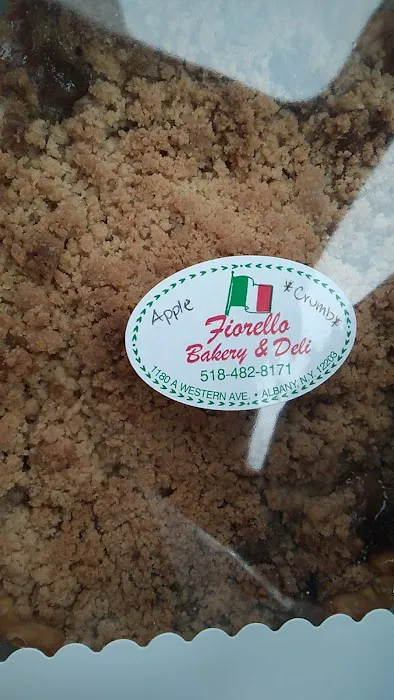 Apple
*Crumb*
Fiorello
Bakery & Deli
518-482-8171
1180 A WESTERN AVE. • ALBANY, N.Y. 12203